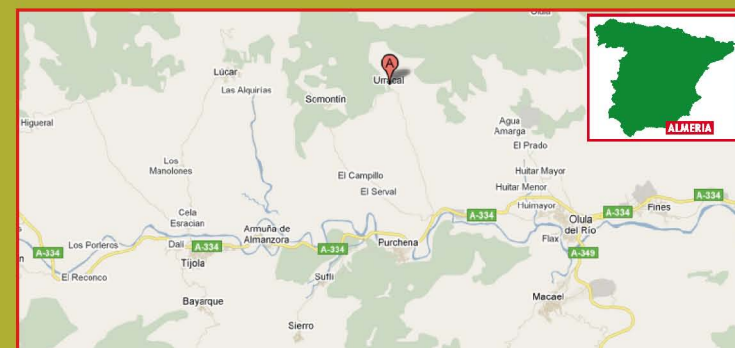 Lúcar
Las Alquirias
Somontín
A
Urracal
ALMERIA
Higueral
Agua
Amarga
El Prado
Los
Manolones
El Campillo
El Serval
Huitar Mayor
Huitar Menor
Huimayor
A-334
A-334
Fines
Cela
Esracian
Armuña de
Almanzora
Olula
del Río
Los Porleros
Dalí
A-334
A-334
A-334
Purchena
Flax
A-349
Tíjola
El Reconco
Suflí
Bayarque
Macael
Sierro